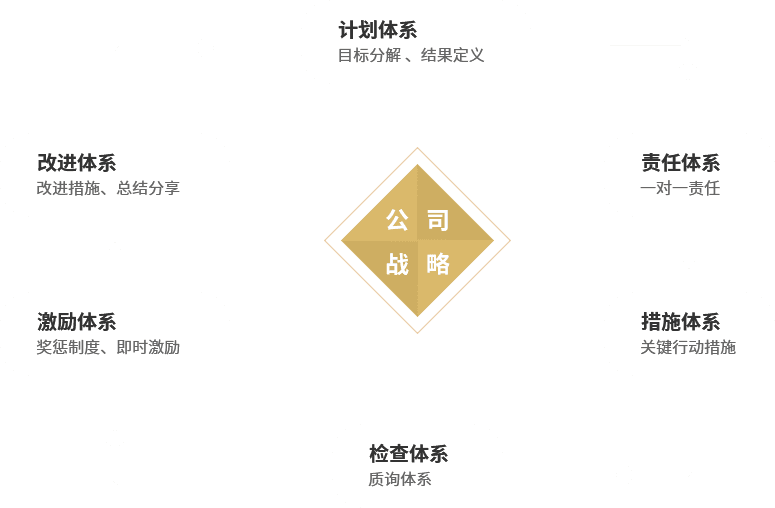 计划体系
目标分解 、结果定义
改进体系
改进措施、总结分享
责任体系
一对一责任
公 司
战 略
激励体系
奖惩制度、即时激励
措施体系
关键行动措施
检查体系
质询体系